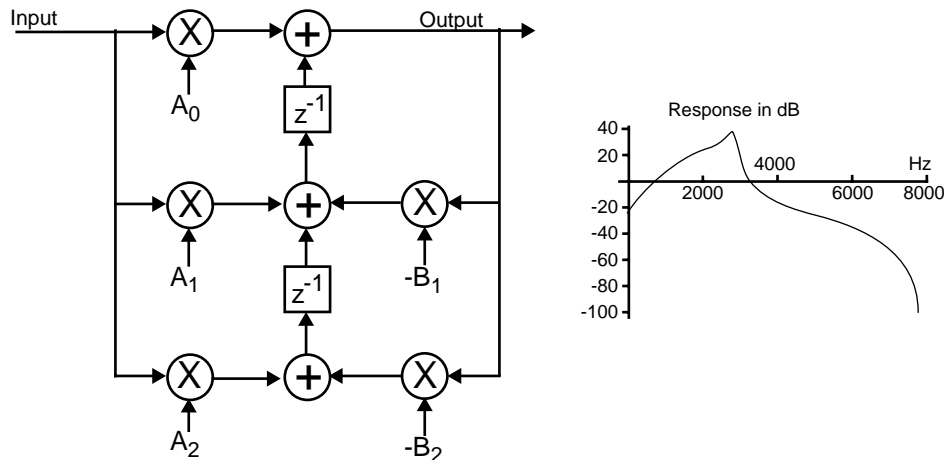 Input
Output
X
+
A0
z-1
X
+
X
A1
-B1
z-1
X
+
X
A2
-B2
Response in dB
40
20
-20
-40
-60
-80
-100
4000
Hz
2000
6000
8000